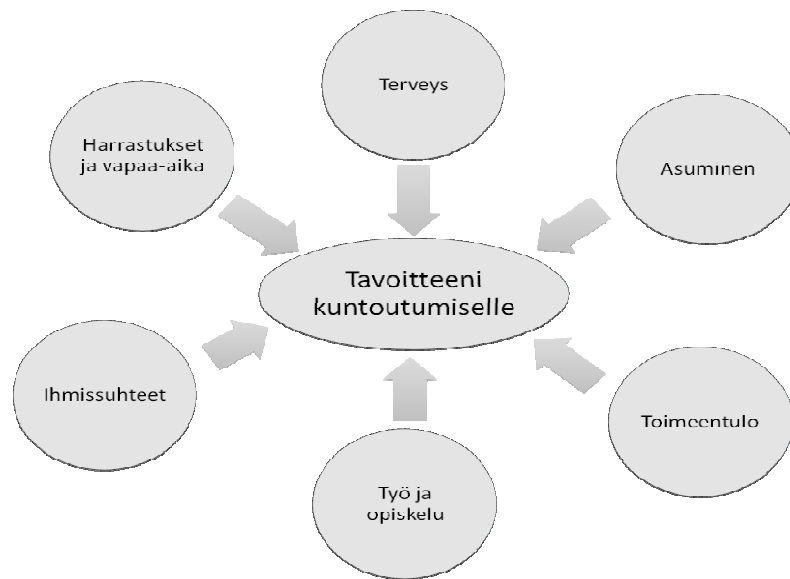 Terveys
Harrastukset
ja vapaa-aika
Asuminen
Tavoitteeni
kuntoutumiselle
Ihmissuhteet
Toimeentulo
Työ ja
opiskelu